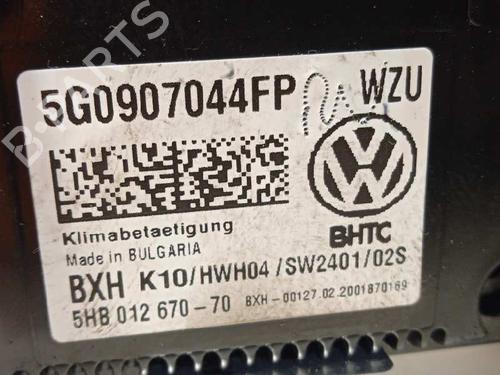 5G0907044FP WZU
Klimabetaetigung
Made in BULGARIA
BHTC
BXH K10/HWH04/SW2401/02S
5HB 012 670-70 BXH-00127.02.2001870169